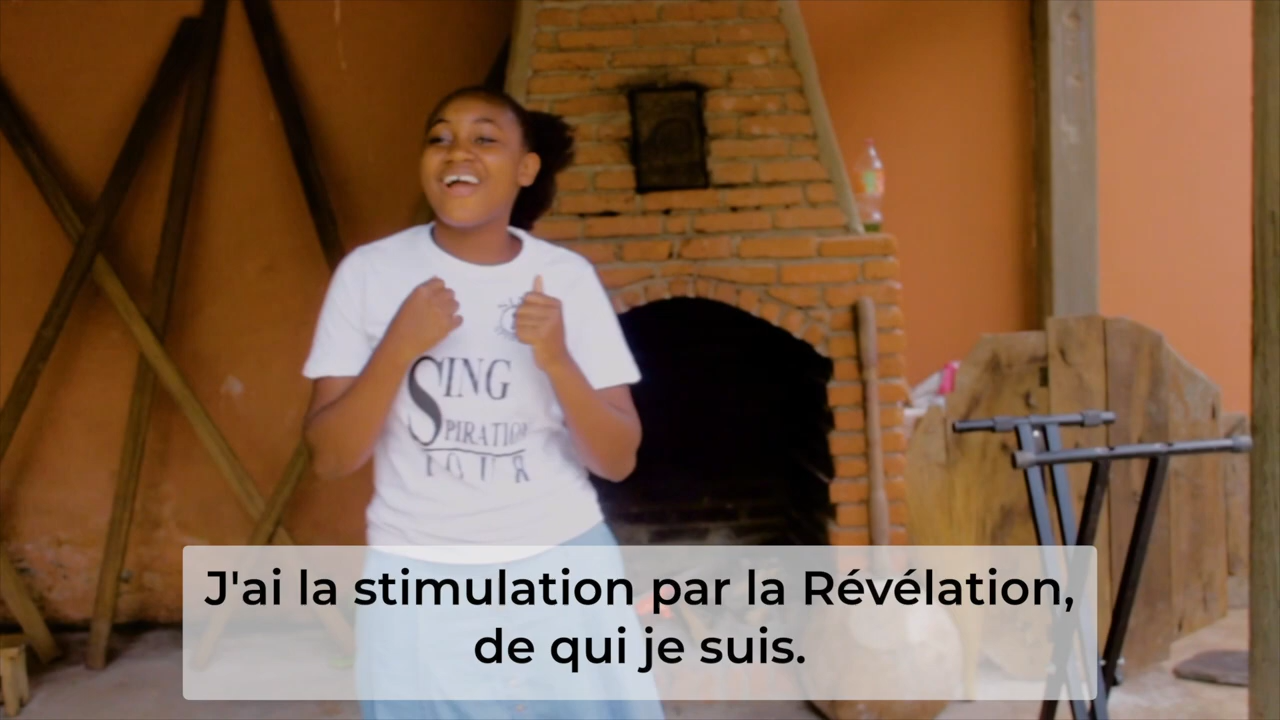 SING
SPIRATION
TOUR
J'ai la stimulation par la Révélation,
de qui je suis.